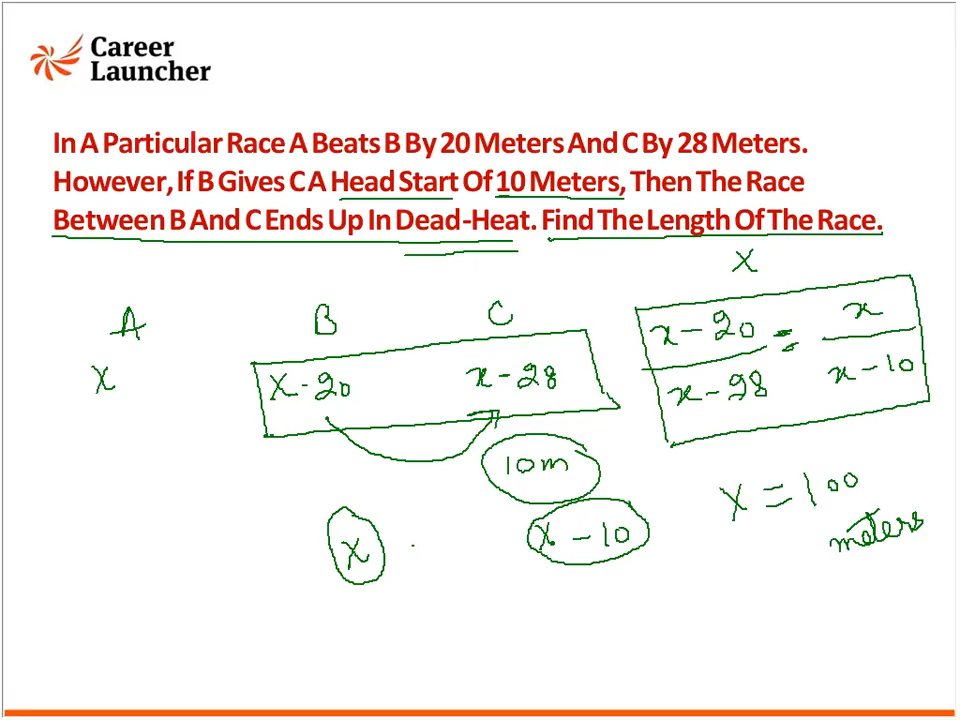 Career
Launcher
In A Particular Race A Beats B By 20 Meters And C By 28 Meters.
However, If B Gives C A Head Start Of 10 Meters, Then The Race
Between B And C Ends Up In Dead-Heat. Find The Length Of The Race.
X
A B C
x - 20 = x
x - 28 x - 10
X X - 20 x - 28
10m
X x - 10
X = 100
meters